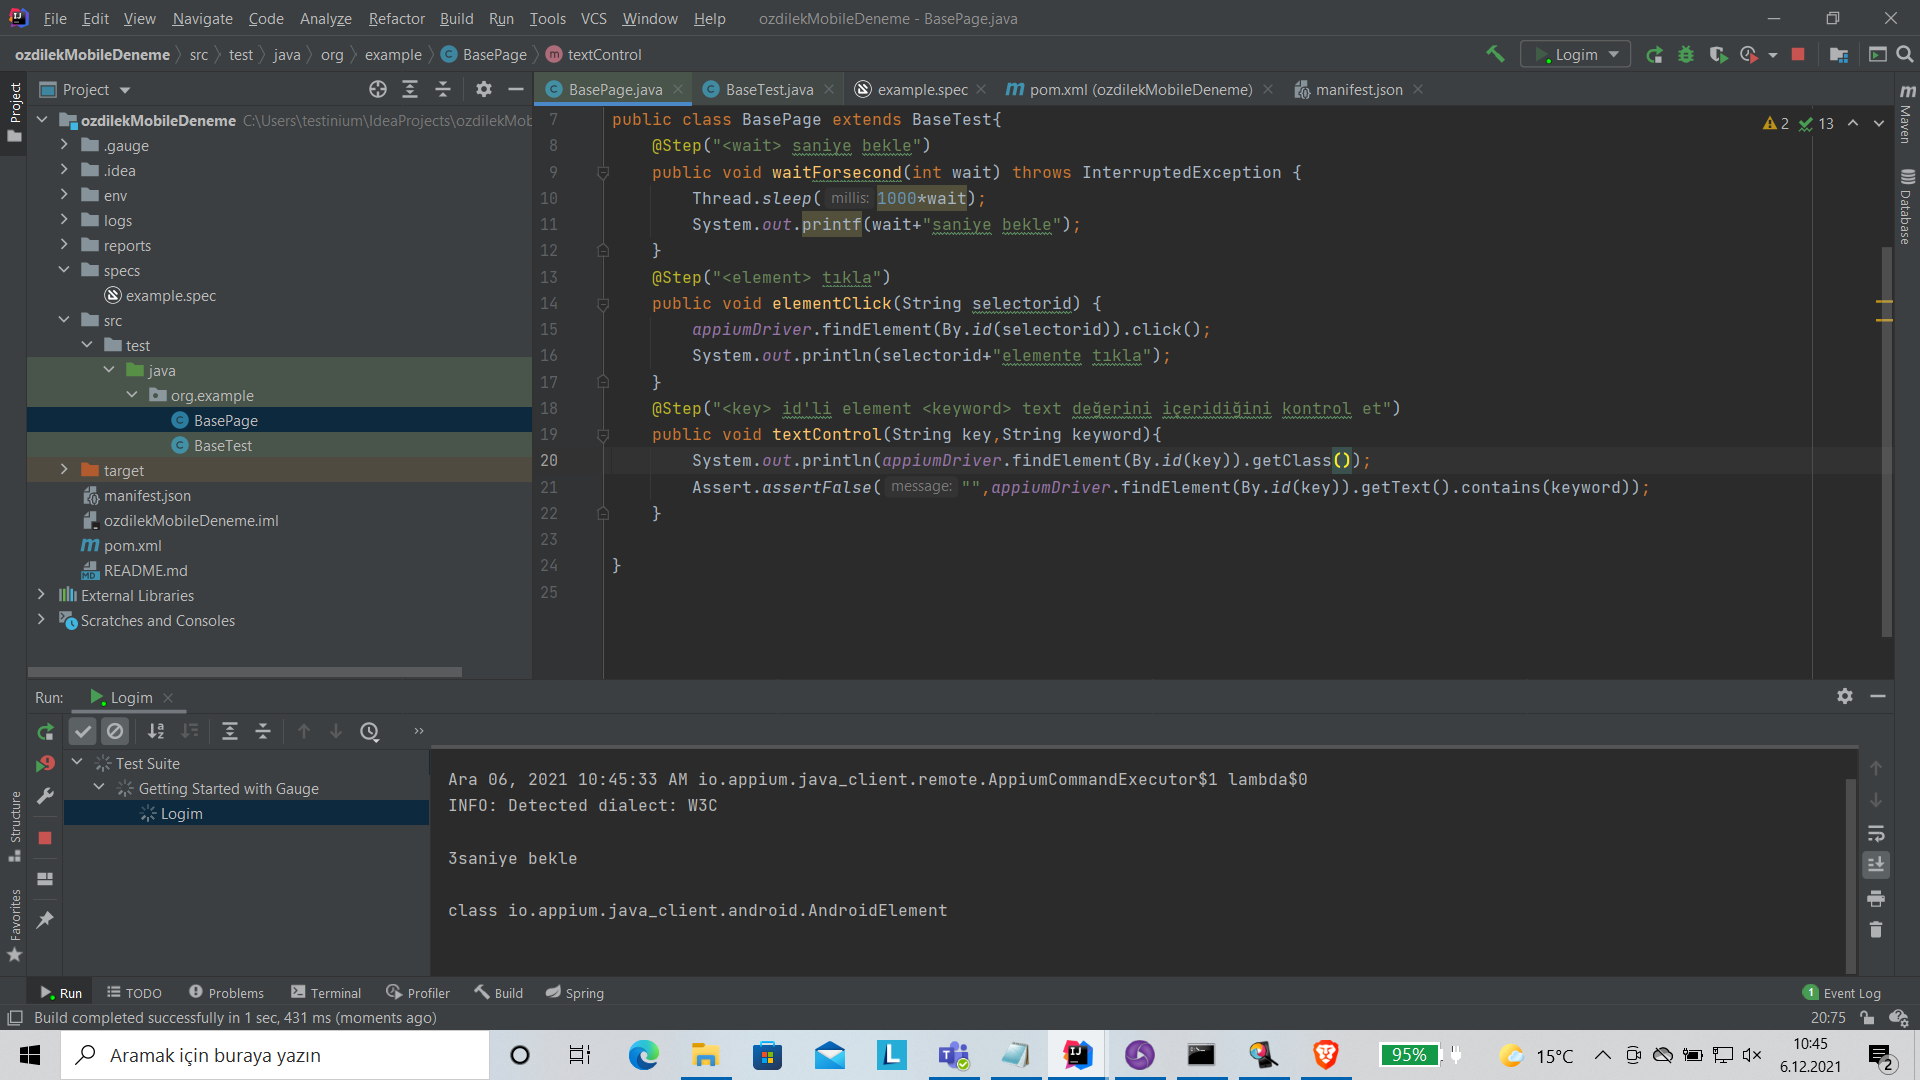 File Edit View Navigate Code Analyze Refactor Build Run Tools VCS Window Help ozdilekMobileDeneme - BasePage.java
ozdilekMobileDeneme src test java org example BasePage textControl Logim
Project
BasePage.java BaseTest.java example.spec pom.xml (ozdilekMobileDeneme) manifest.json
Project
Maven
Database
Structure
Favorites
ozdilekMobileDeneme C:\Users\testinium\IdeaProjects\ozdilekMob
.gauge
.idea
env
logs
reports
specs
example.spec
src
test
java
org.example
BasePage
BaseTest
target
manifest.json
ozdilekMobileDeneme.iml
pom.xml
README.md
External Libraries
Scratches and Consoles
2 13
7 public class BasePage extends BaseTest{
8 @Step("<wait> saniye bekle")
9 public void waitForsecond(int wait) throws InterruptedException {
10 Thread.sleep( millis: 1000*wait);
11 System.out.printf(wait+"saniye bekle");
12 }
13 @Step("<element> tıkla")
14 public void elementClick(String selectorid) {
15 appiumDriver.findElement(By.id(selectorid)).click();
16 System.out.println(selectorid+"elemente tıkla");
17 }
18 @Step("<key> id'li element <keyword> text değerini içeridiğini kontrol et")
19 public void textControl(String key,String keyword){
20 System.out.println(appiumDriver.findElement(By.id(key)).getClass());
21 Assert.assertFalse( message: "",appiumDriver.findElement(By.id(key)).getText().contains(keyword));
22 }
23
24 }
25
Run: Logim
Test Suite
Getting Started with Gauge
Logim
Ara 06, 2021 10:45:33 AM io.appium.java_client.remote.AppiumCommandExecutor$1 lambda$0
INFO: Detected dialect: W3C
3saniye bekle
class io.appium.java_client.android.AndroidElement
Run TODO Problems Terminal Profiler Build Spring 1 Event Log
Build completed successfully in 1 sec, 431 ms (moments ago) 20:75
Aramak için buraya yazın 95% 15°C 10:45
6.12.2021 2